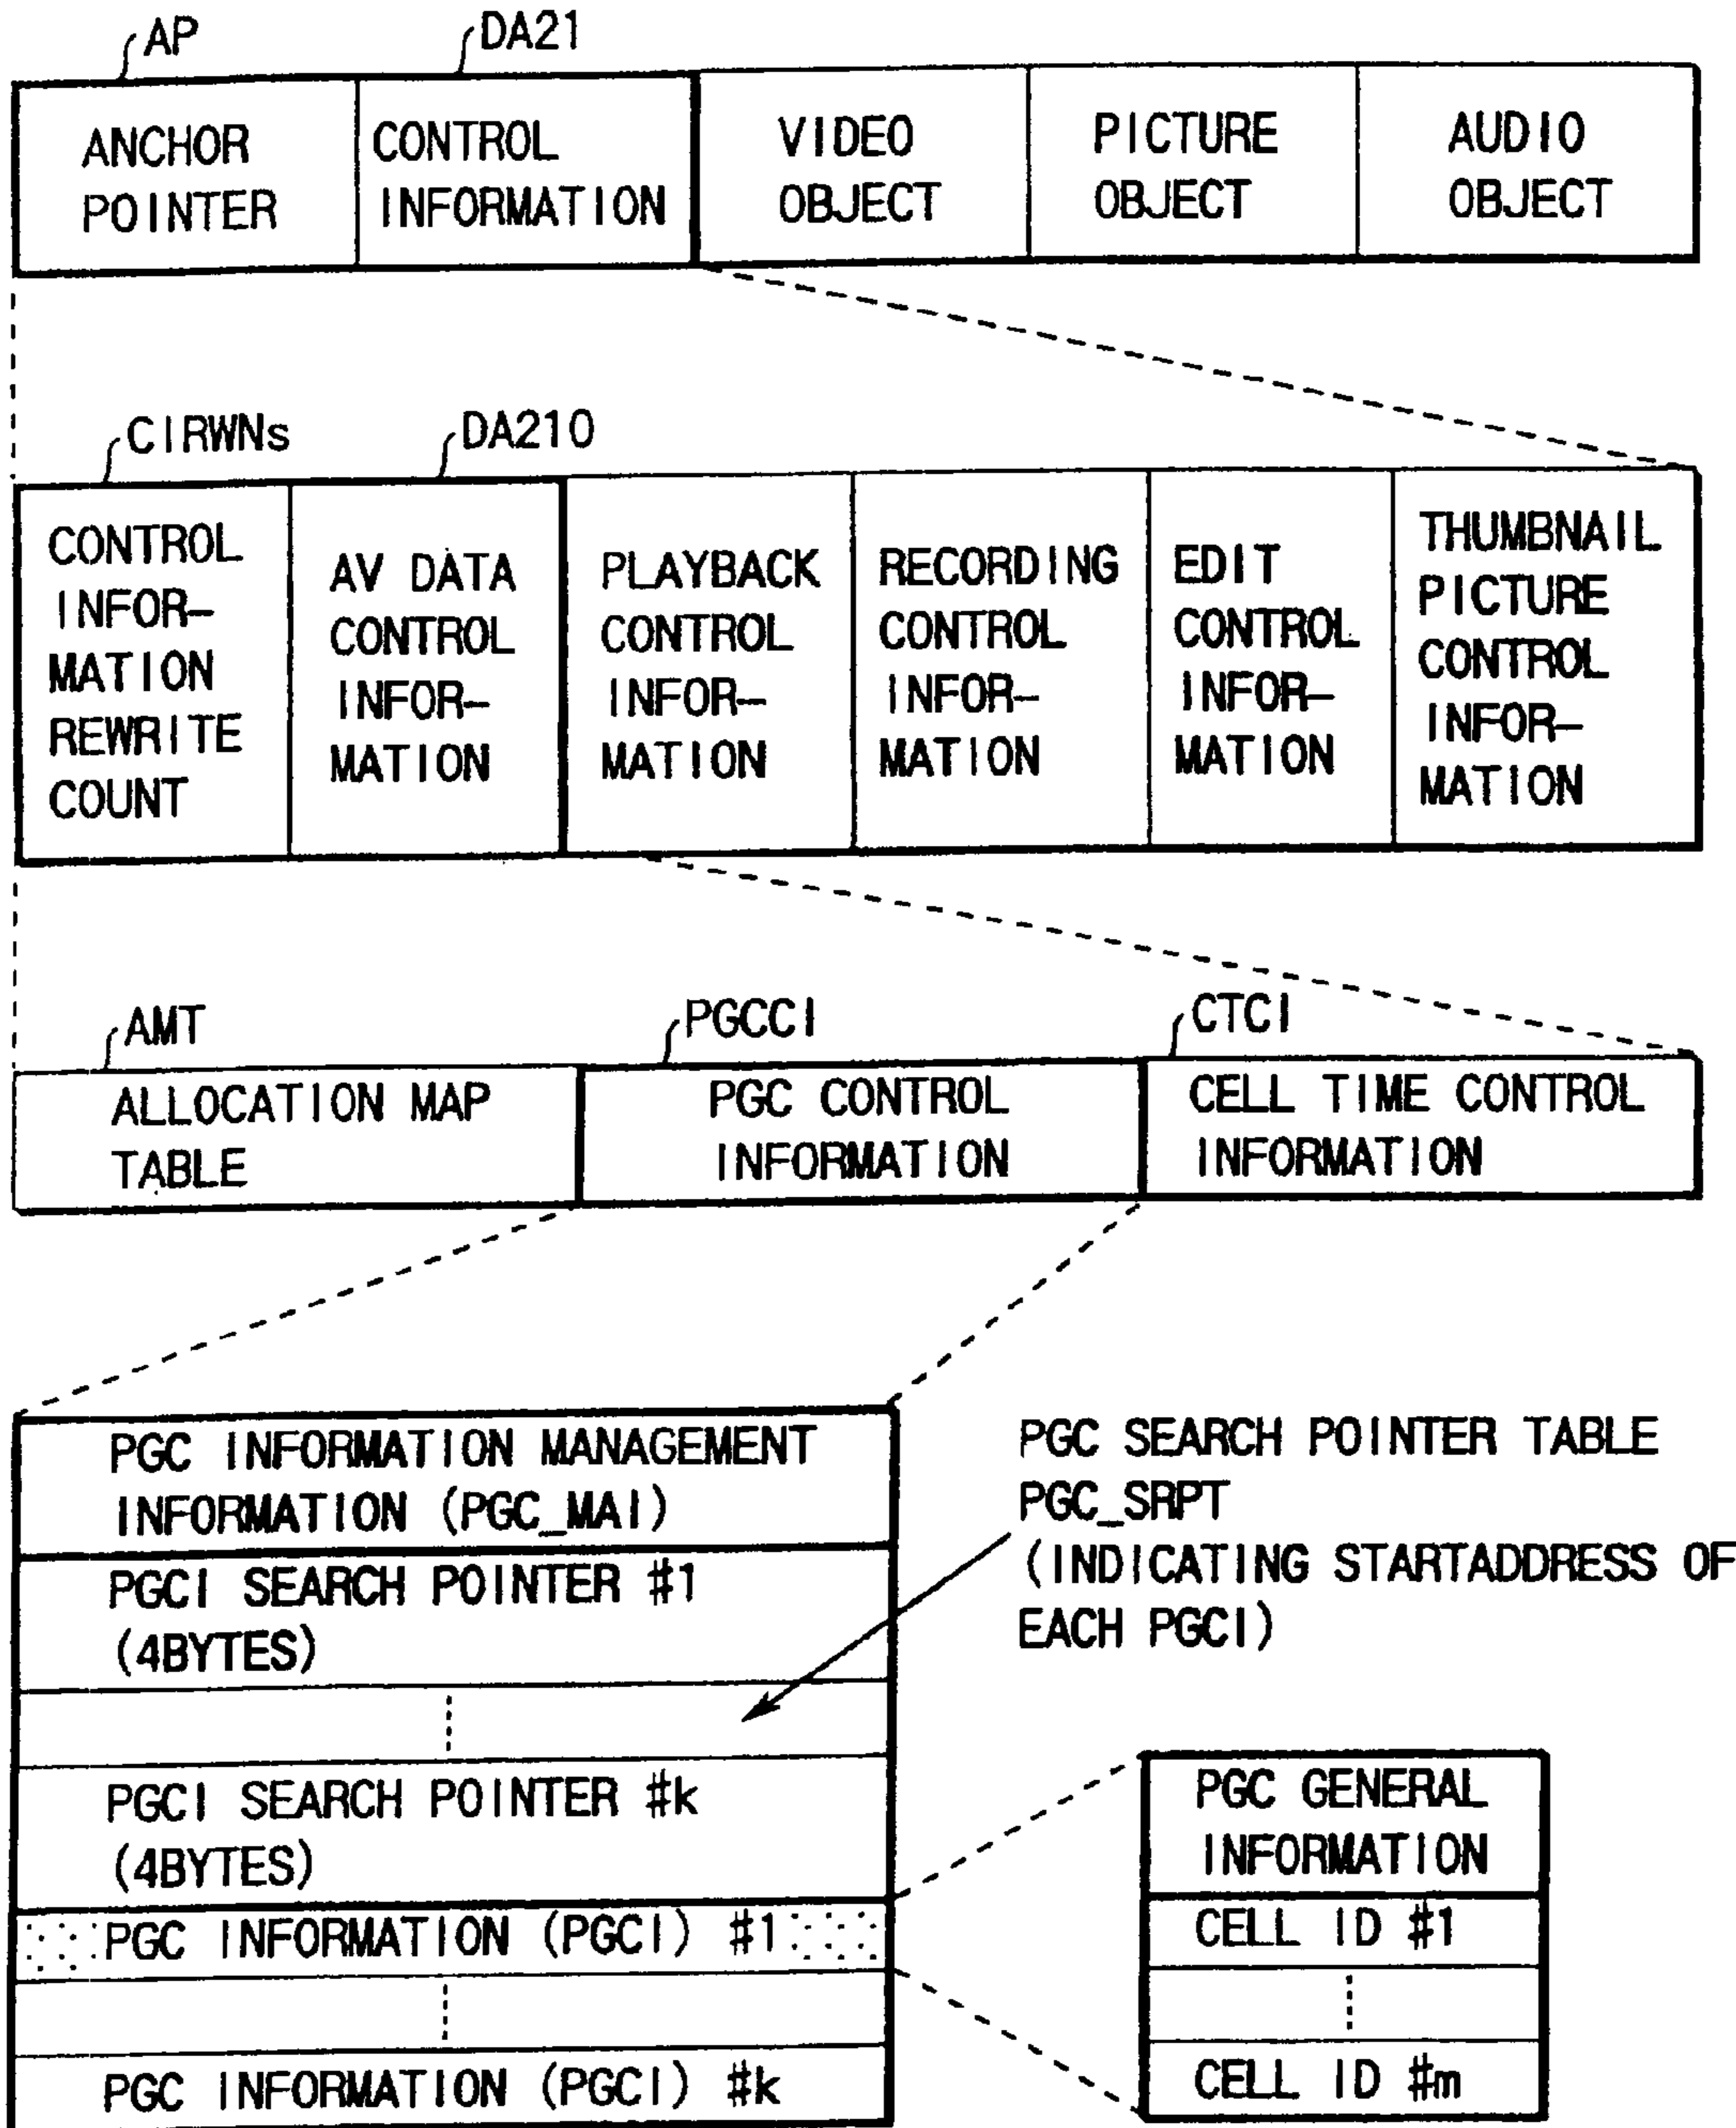 AP
DA21
ANCHOR
POINTER
CONTROL
INFORMATION
VIDEO
OBJECT
PICTURE
OBJECT
AUDIO
OBJECT
CIRWNs
DA210
CONTROL
INFOR-
MATION
REWRITE
COUNT
AV DATA
CONTROL
INFOR-
MATION
PLAYBACK
CONTROL
INFOR-
MATION
RECORDING
CONTROL
INFOR-
MATION
EDIT
CONTROL
INFOR-
MATION
THUMBNAIL
PICTURE
CONTROL
INFOR-
MATION
AMT
PGCCI
CTCI
ALLOCATION MAP
TABLE
PGC CONTROL
INFORMATION
CELL TIME CONTROL
INFORMATION
PGC INFORMATION MANAGEMENT
INFORMATION (PGC_MAI)
PGCI SEARCH POINTER #1
(4BYTES)
PGCI SEARCH POINTER #k
(4BYTES)
PGC INFORMATION (PGCI) #1
PGC INFORMATION (PGCI) #k
PGC SEARCH POINTER TABLE
PGC_SRPT
(INDICATING STARTADDRESS OF
EACH PGCI)
PGC GENERAL
INFORMATION
CELL ID #1
CELL ID #m